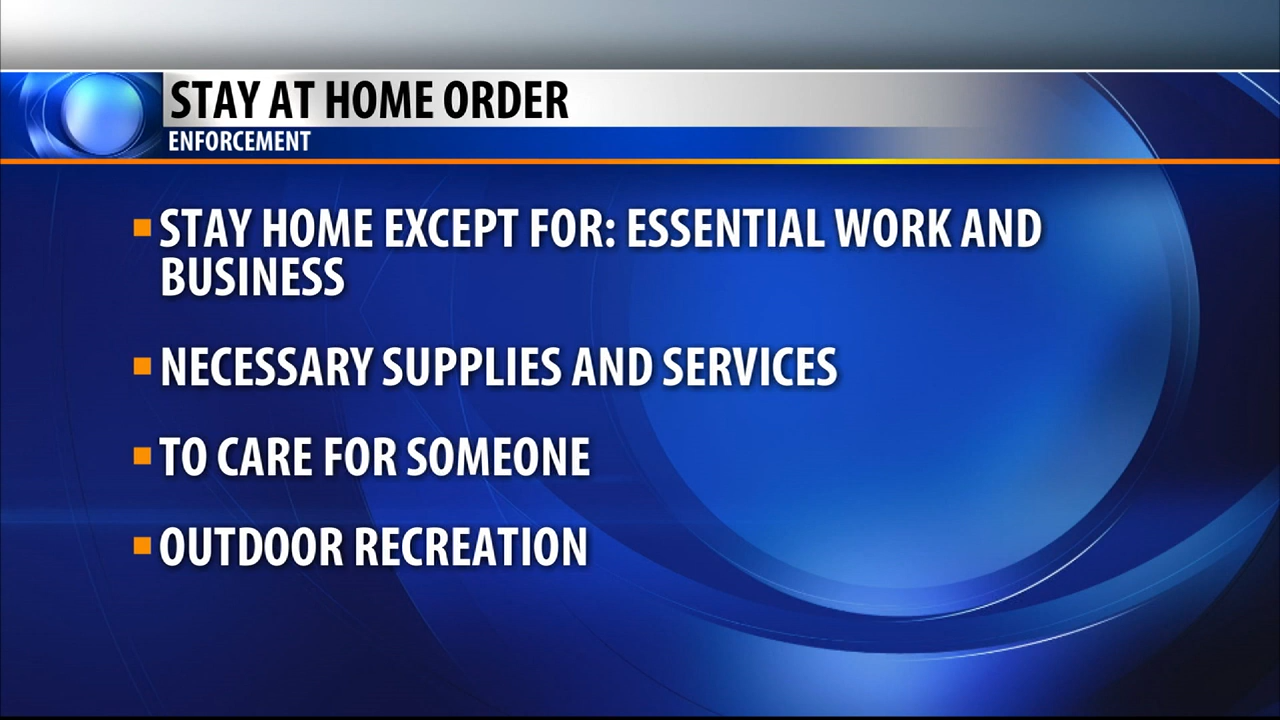 STAY AT HOME ORDER
ENFORCEMENT
STAY HOME EXCEPT FOR: ESSENTIAL WORK AND
BUSINESS
NECESSARY SUPPLIES AND SERVICES
TO CARE FOR SOMEONE
OUTDOOR RECREATION